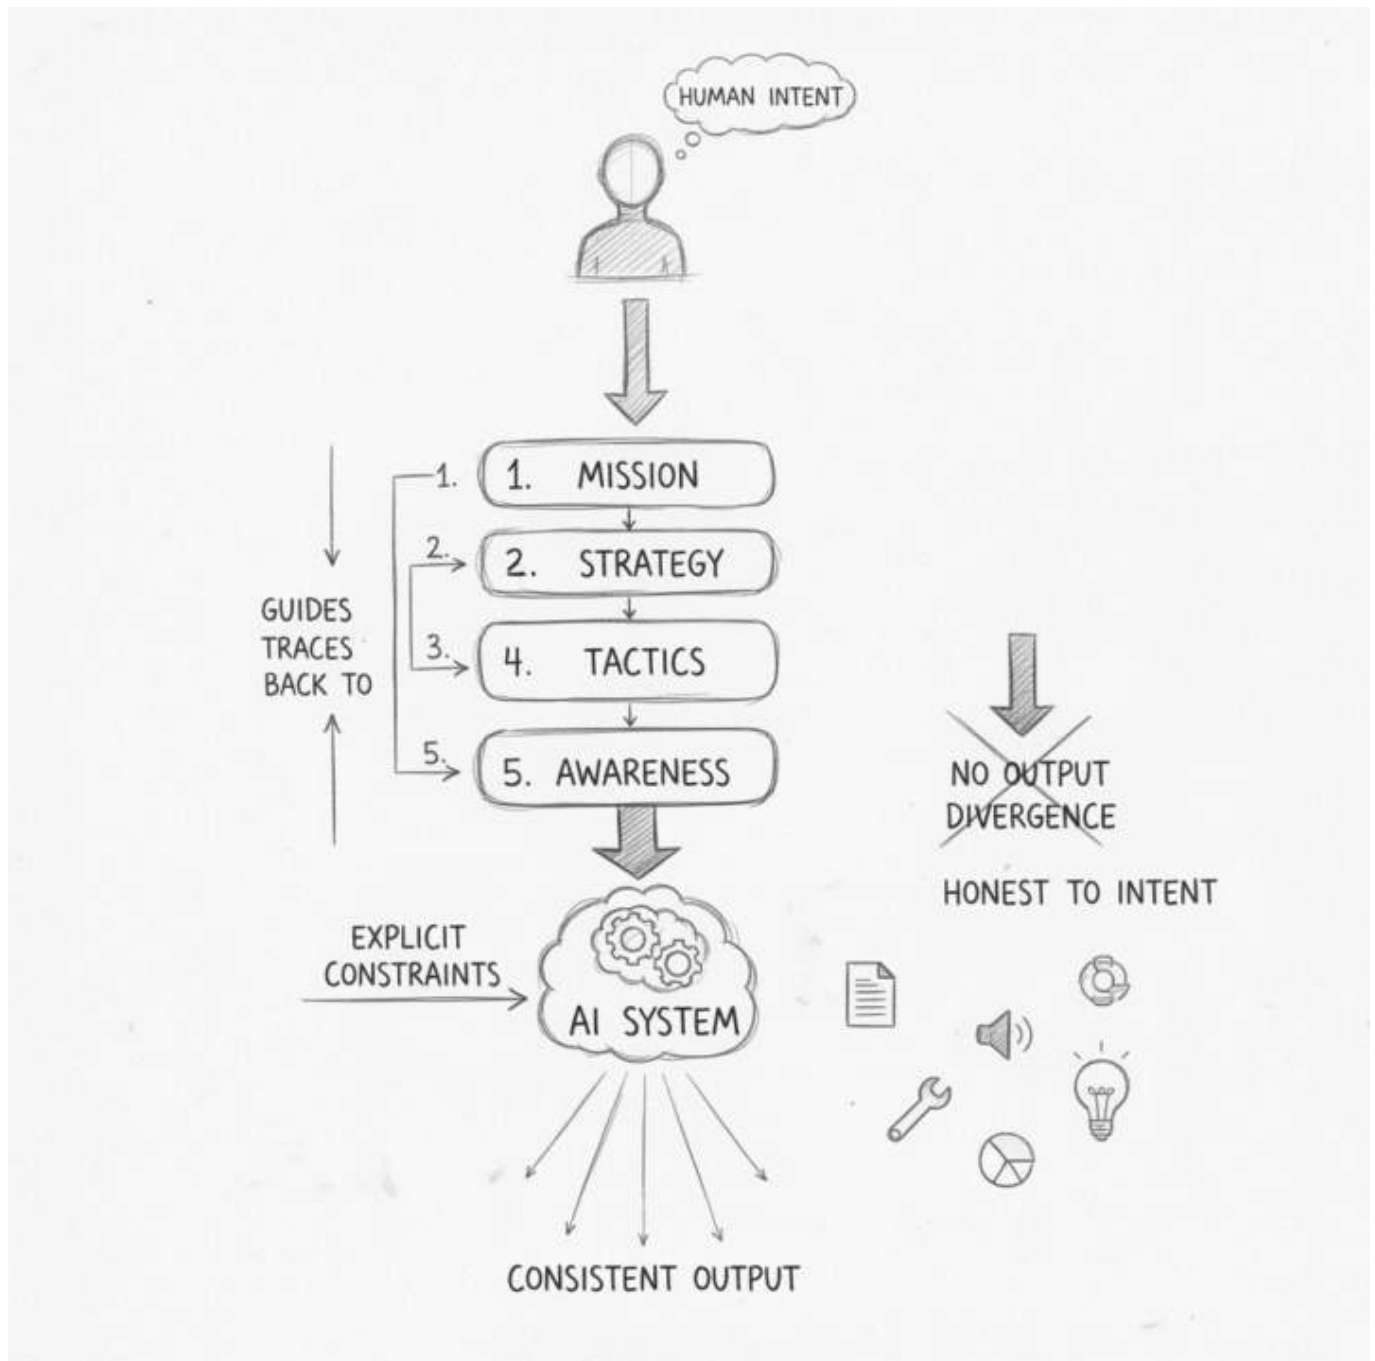 HUMAN INTENT
1.
1. MISSION
2.
2. STRATEGY
GUIDES
TRACES
BACK TO
3.
4. TACTICS
5.
5. AWARENESS
NO OUTPUT
DIVERGENCE
HONEST TO INTENT
EXPLICIT
CONSTRAINTS
AI SYSTEM
CONSISTENT OUTPUT